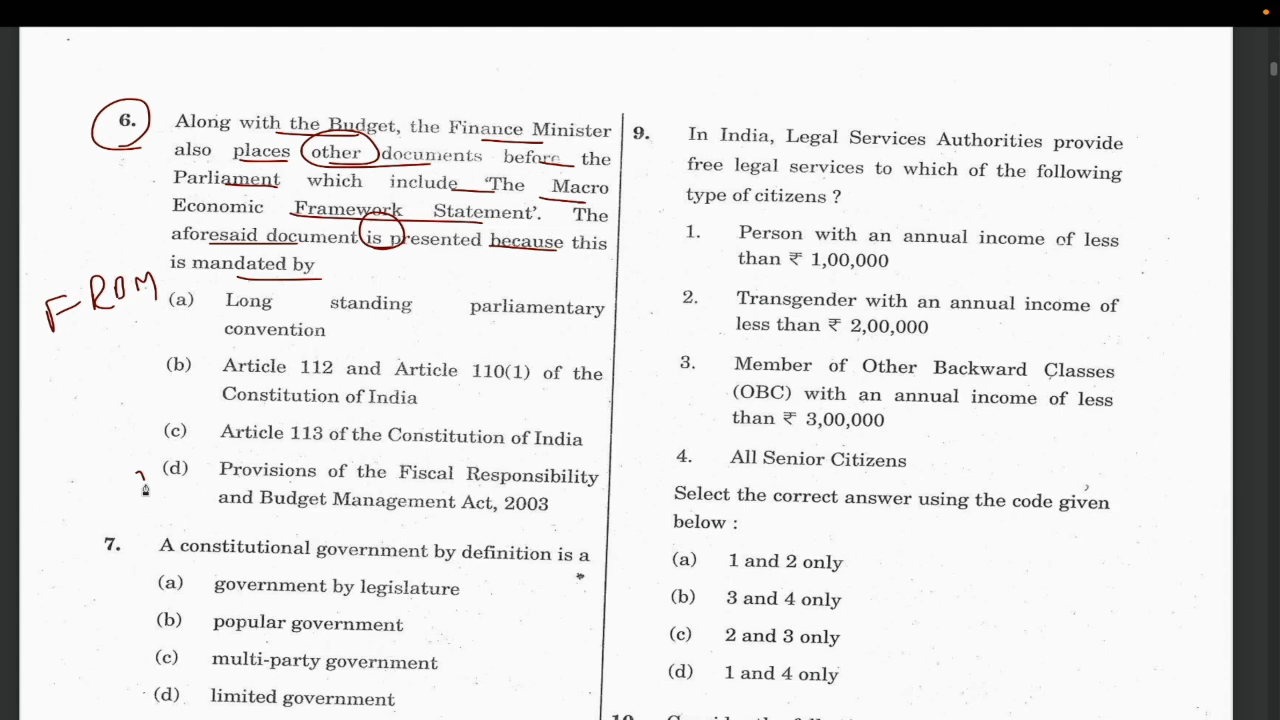 6. Along with the Budget, the Finance Minister
also places other documents before the
Parliament which include 'The Macro
Economic Framework Statement'. The
aforesaid document is presented because this
is mandated by
FROM
(a) Long standing parliamentary
convention
(b) Article 112 and Article 110(1) of the
Constitution of India
(c) Article 113 of the Constitution of India
(d) Provisions of the Fiscal Responsibility
and Budget Management Act, 2003
7. A constitutional government by definition is a
(a) government by legislature
(b) popular government
(c) multi-party government
(d) limited government
9. In India, Legal Services Authorities provide
free legal services to which of the following
type of citizens ?
1. Person with an annual income of less
than ₹ 1,00,000
2. Transgender with an annual income of
less than ₹ 2,00,000
3. Member of Other Backward Classes
(OBC) with an annual income of less
than ₹ 3,00,000
4. All Senior Citizens
Select the correct answer using the code given
below :
(a) 1 and 2 only
(b) 3 and 4 only
(c) 2 and 3 only
(d) 1 and 4 only